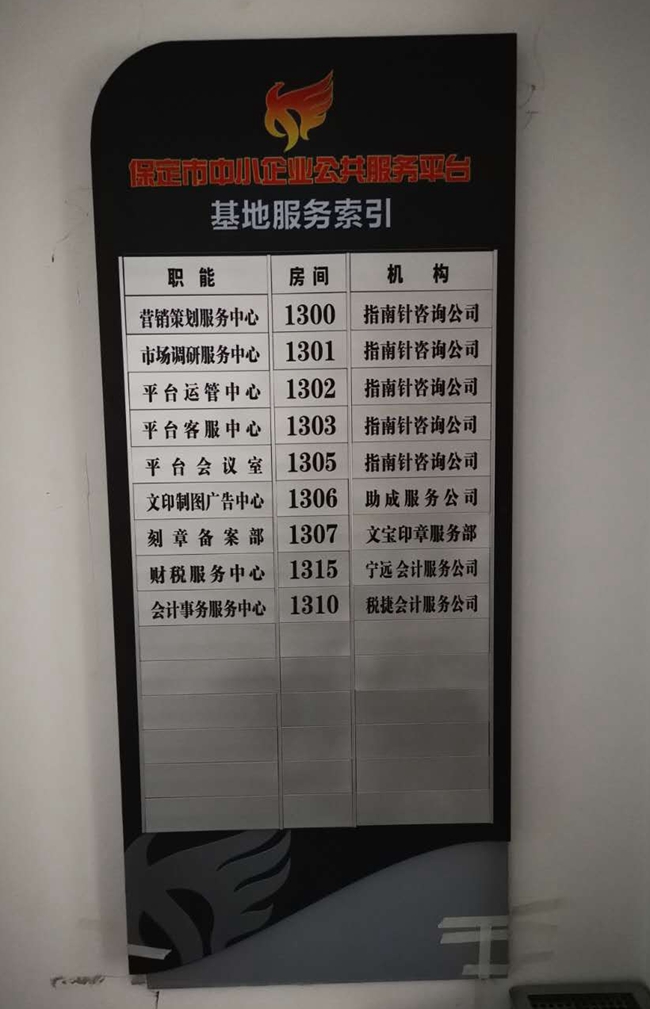 保定市中小企业公共服务平台
基地服务索引
职能 房间 机构
营销策划服务中心 1300 指南针咨询公司
市场调研服务中心 1301 指南针咨询公司
平台运管中心 1302 指南针咨询公司
平台客服中心 1303 指南针咨询公司
平台会议室 1305 指南针咨询公司
文印制图广告中心 1306 助成服务公司
刻章备案部 1307 文宝印章服务部
财税服务中心 1315 宁远会计服务公司
会计事务服务中心 1310 税捷会计服务公司